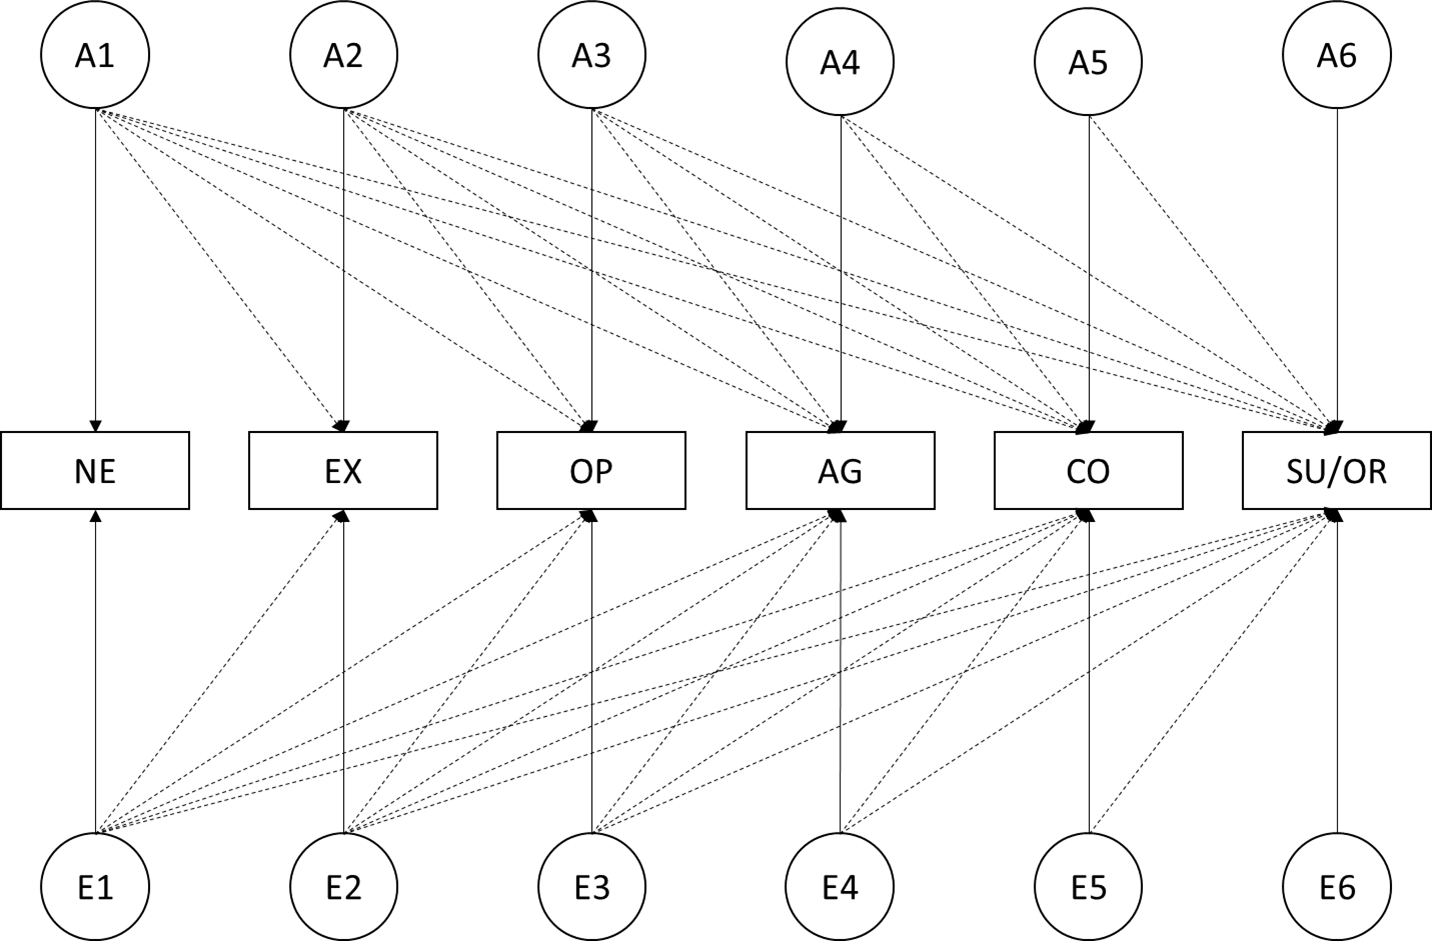 A1 A2 A3 A4 A5 A6
NE EX OP AG CO SU/OR
E1 E2 E3 E4 E5 E6